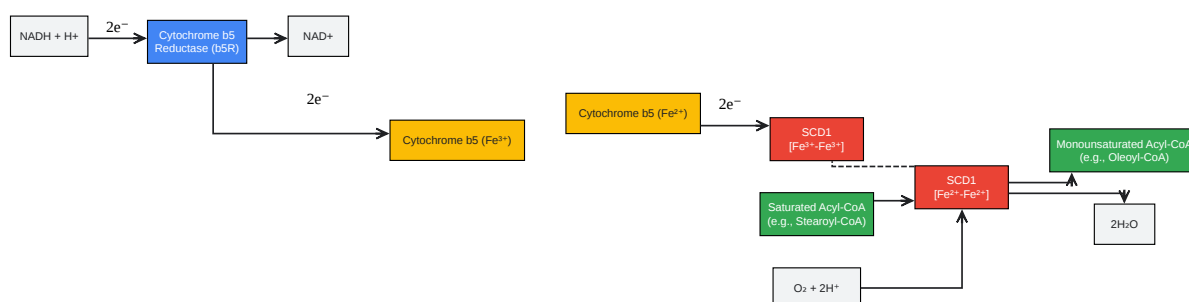 NADH + H+
2e⁻
Cytochrome b5
Reductase (b5R)
NAD+
2e⁻
Cytochrome b5 (Fe³⁺)
Cytochrome b5 (Fe²⁺)
2e⁻
SCD1
[Fe³⁺-Fe³⁺]
SCD1
[Fe²⁺-Fe²⁺]
Monounsaturated Acyl-CoA
(e.g., Oleoyl-CoA)
Saturated Acyl-CoA
(e.g., Stearoyl-CoA)
2H₂O
O₂ + 2H⁺